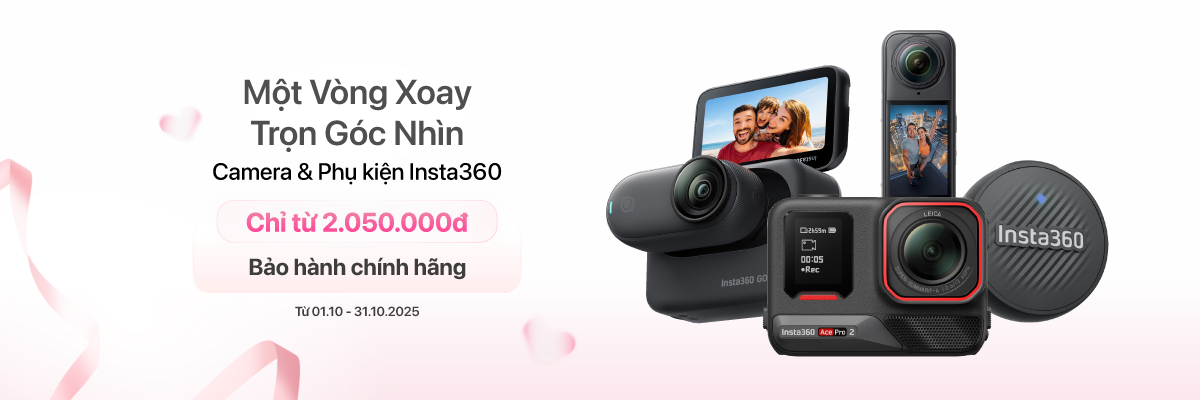 Một Vòng Xoay
Trọn Góc Nhìn
Camera & Phụ kiện Insta360
Chỉ từ 2.050.000đ
Bảo hành chính hãng
Từ 01.10 - 31.10.2025
Insta360 GO
2h59m
00:05
Rec
LEICA
Insta360 Ace Pro 2
Insta360